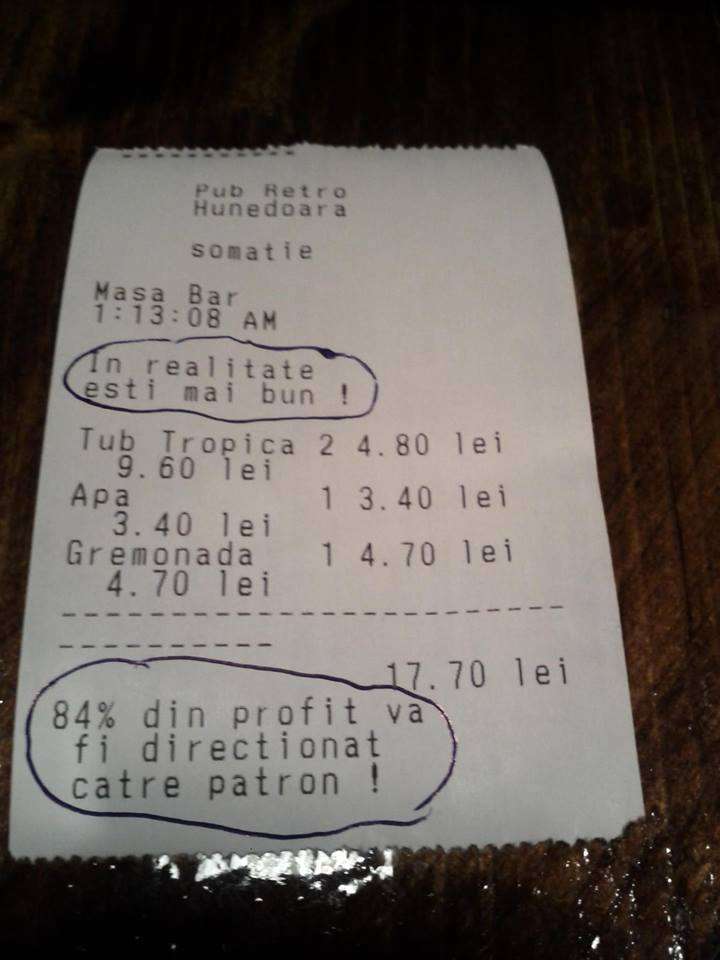 Pub Retro
Hunedoara
somatie
Masa Bar
1:13:08 AM
In realitate
esti mai bun !
Tub Tropica 2 4.80 lei
9.60 lei
Apa 1 3.40 lei
3.40 lei
Gremonada 1 4.70 lei
4.70 lei
------------------------
----------
17.70 lei
84% din profit va
fi directionat
catre patron !